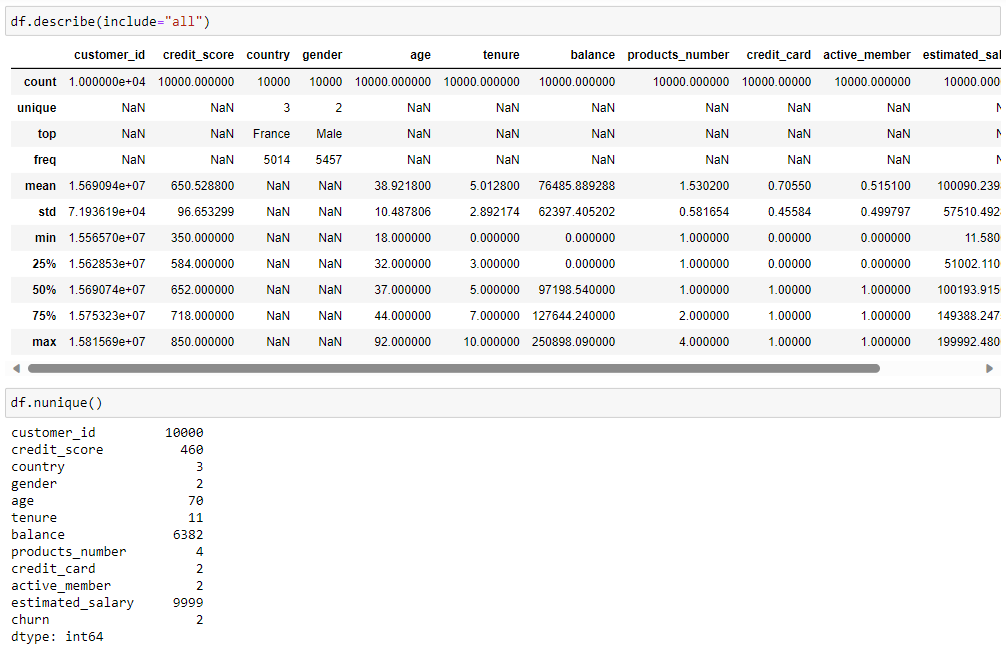 df.describe(include="all")
customer_id credit_score country gender age tenure balance products_number credit_card active_member estimated_sal
count 1.000000e+04 10000.000000 10000 10000 10000.000000 10000.000000 10000.000000 10000.000000 10000.00000 10000.000000 10000.000
unique NaN NaN 3 2 NaN NaN NaN NaN NaN NaN N
top NaN NaN France Male NaN NaN NaN NaN NaN NaN N
freq NaN NaN 5014 5457 NaN NaN NaN NaN NaN NaN N
mean 1.569094e+07 650.528800 NaN NaN 38.921800 5.012800 76485.889288 1.530200 0.70550 0.515100 100090.239
std 7.193619e+04 96.653299 NaN NaN 10.487806 2.892174 62397.405202 0.581654 0.45584 0.499797 57510.492
min 1.556570e+07 350.000000 NaN NaN 18.000000 0.000000 0.000000 1.000000 0.00000 0.000000 11.580
25% 1.562853e+07 584.000000 NaN NaN 32.000000 3.000000 0.000000 1.000000 0.00000 0.000000 51002.110
50% 1.569074e+07 652.000000 NaN NaN 37.000000 5.000000 97198.540000 1.000000 1.00000 1.000000 100193.915
75% 1.575323e+07 718.000000 NaN NaN 44.000000 7.000000 127644.240000 2.000000 1.00000 1.000000 149388.247
max 1.581569e+07 850.000000 NaN NaN 92.000000 10.000000 250898.090000 4.000000 1.00000 1.000000 199992.480
df.nunique()
customer_id 10000
credit_score 460
country 3
gender 2
age 70
tenure 11
balance 6382
products_number 4
credit_card 2
active_member 2
estimated_salary 9999
churn 2
dtype: int64